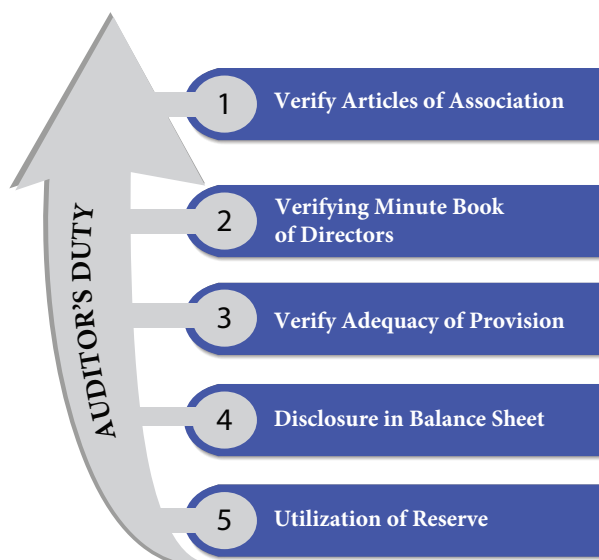 AUDITOR'S DUTY
1 Verify Articles of Association
2 Verifying Minute Book
of Directors
3 Verify Adequacy of Provision
4 Disclosure in Balance Sheet
5 Utilization of Reserve